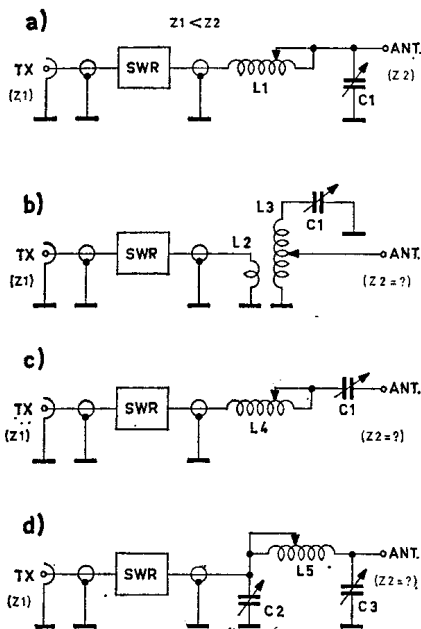 a)
Z1 < Z2
TX
(Z1)
SWR
L1
ANT.
(Z2)
C1
b)
L3
C1
TX
(Z1)
SWR
L2
ANT.
(Z2=?)
c)
C1
TX
(Z1)
SWR
L4
ANT.
(Z2=?)
d)
TX
(Z1)
SWR
L5
ANT.
(Z2=?)
C2
C3